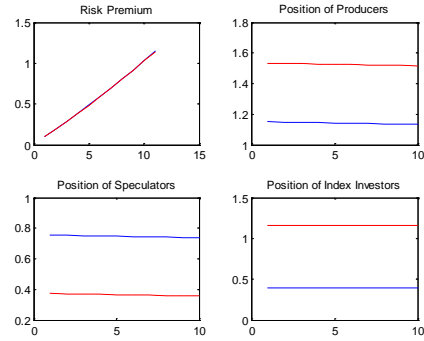 Risk Premium
1.5
1
0.5
0
0 5 10 15
Position of Producers
1.8
1.6
1.4
1.2
1
0 5 10
Position of Speculators
1
0.8
0.6
0.4
0.2
0 5 10
Position of Index Investors
1.5
1
0.5
0
0 5 10